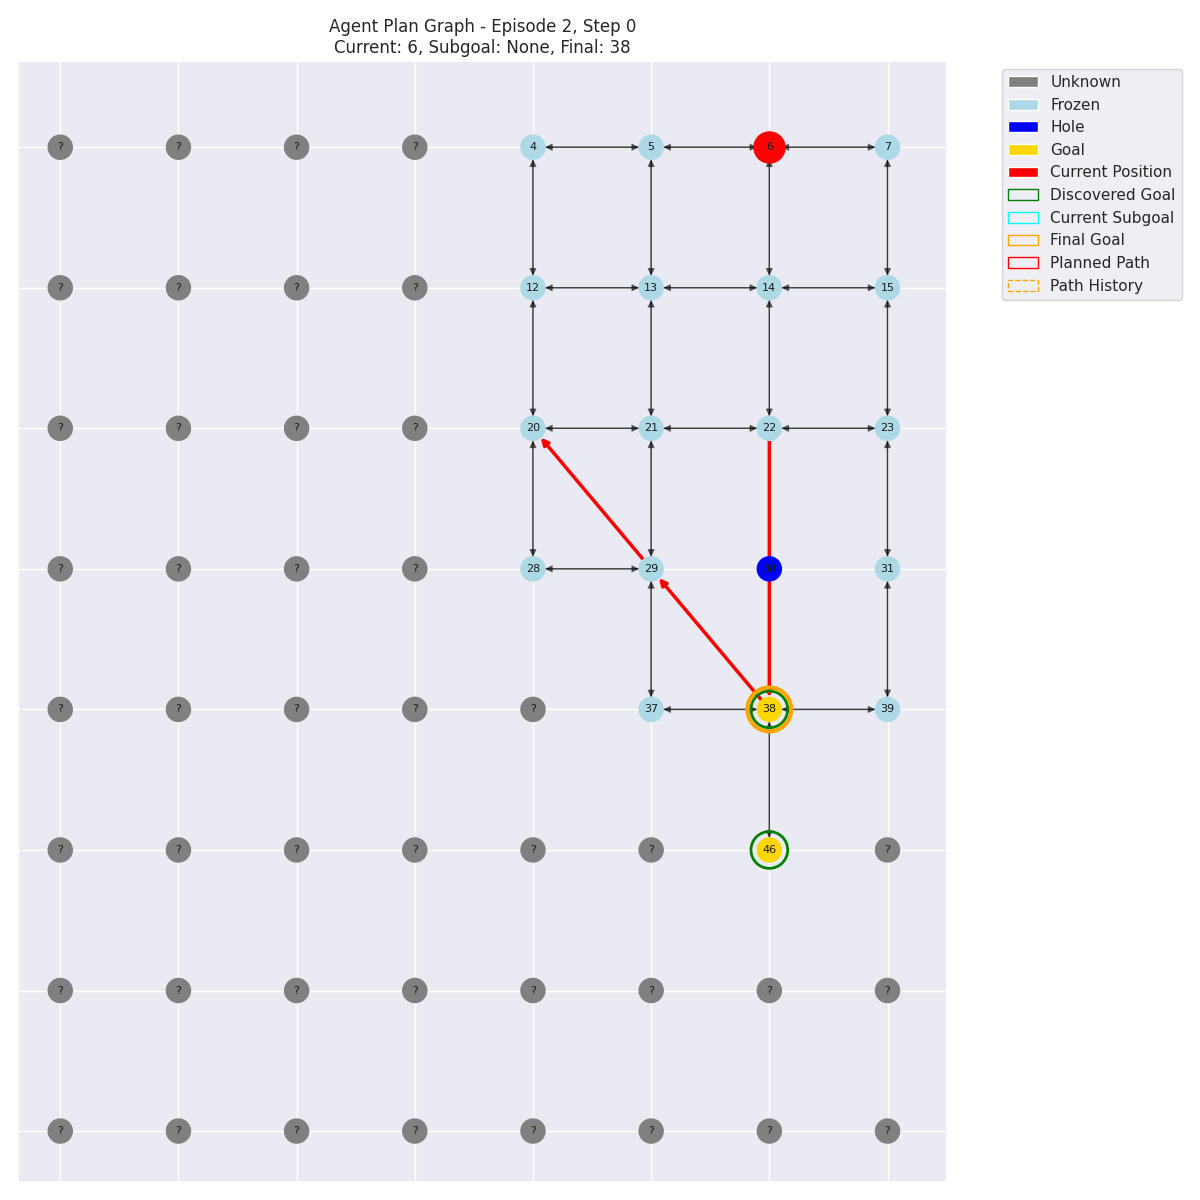 Agent Plan Graph - Episode 2, Step 0
Current: 6, Subgoal: None, Final: 38
Unknown
Frozen
Hole
Goal
Current Position
Discovered Goal
Current Subgoal
Final Goal
Planned Path
Path History
? ? ? ? 4 5 6 7
? ? ? ? 12 13 14 15
? ? ? ? 20 21 22 23
? ? ? ? 28 29 30 31
? ? ? ? ? 37 38 39
? ? ? ? ? ? 46 ?
? ? ? ? ? ? ? ?
? ? ? ? ? ? ? ?